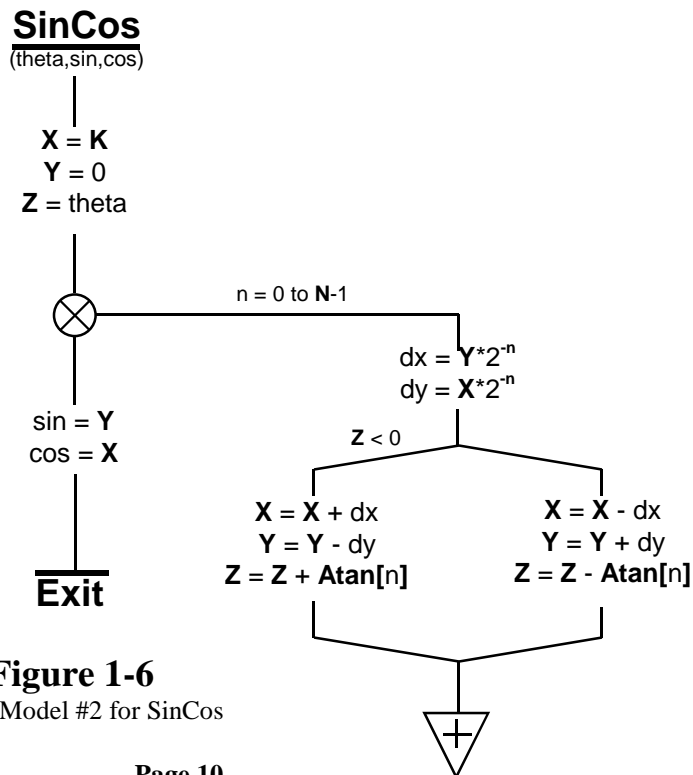 SinCos
(theta,sin,cos)
X = K
Y = 0
Z = theta
n = 0 to N-1
dx = Y*2⁻ⁿ
dy = X*2⁻ⁿ
sin = Y
cos = X
Z < 0
X = X + dx
Y = Y - dy
Z = Z + Atan[n]
X = X - dx
Y = Y + dy
Z = Z - Atan[n]
Exit
Figure 1-6
Model #2 for SinCos
Page 10